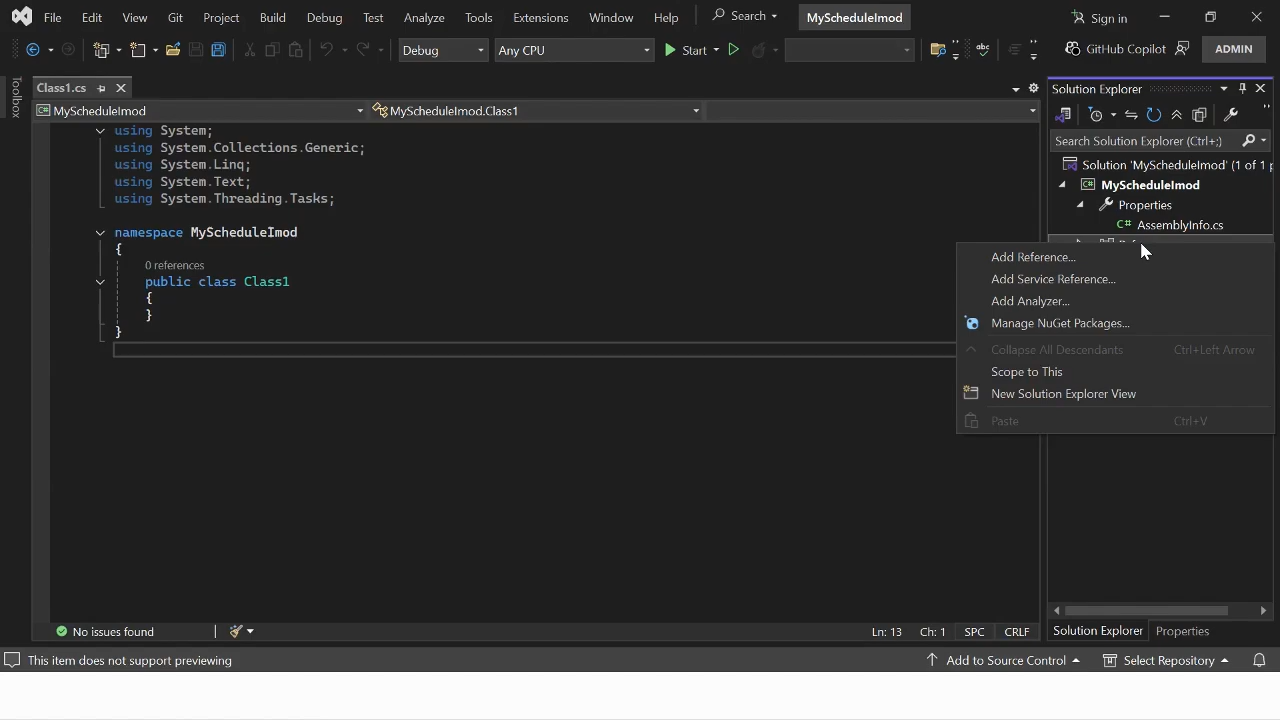 File Edit View Git Project Build Debug Test Analyze Tools Extensions Window Help Search MyScheduleImod Sign in
Debug Any CPU Start GitHub Copilot ADMIN
Toolbox
Class1.cs
MyScheduleImod MyScheduleImod.Class1
using System;
using System.Collections.Generic;
using System.Linq;
using System.Text;
using System.Threading.Tasks;
namespace MyScheduleImod
{
0 references
public class Class1
{
}
}
Solution Explorer
Search Solution Explorer (Ctrl+;)
Solution 'MyScheduleImod' (1 of 1 p
MyScheduleImod
Properties
C# AssemblyInfo.cs
Add Reference...
Add Service Reference...
Add Analyzer...
Manage NuGet Packages...
Collapse All Descendants Ctrl+Left Arrow
Scope to This
New Solution Explorer View
Paste Ctrl+V
No issues found Ln: 13 Ch: 1 SPC CRLF
Solution Explorer Properties
This item does not support previewing Add to Source Control Select Repository